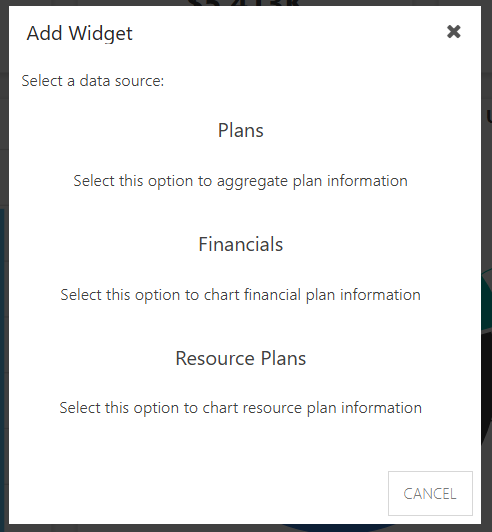 Add Widget
Select a data source:
Plans
Select this option to aggregate plan information
Financials
Select this option to chart financial plan information
Resource Plans
Select this option to chart resource plan information
CANCEL